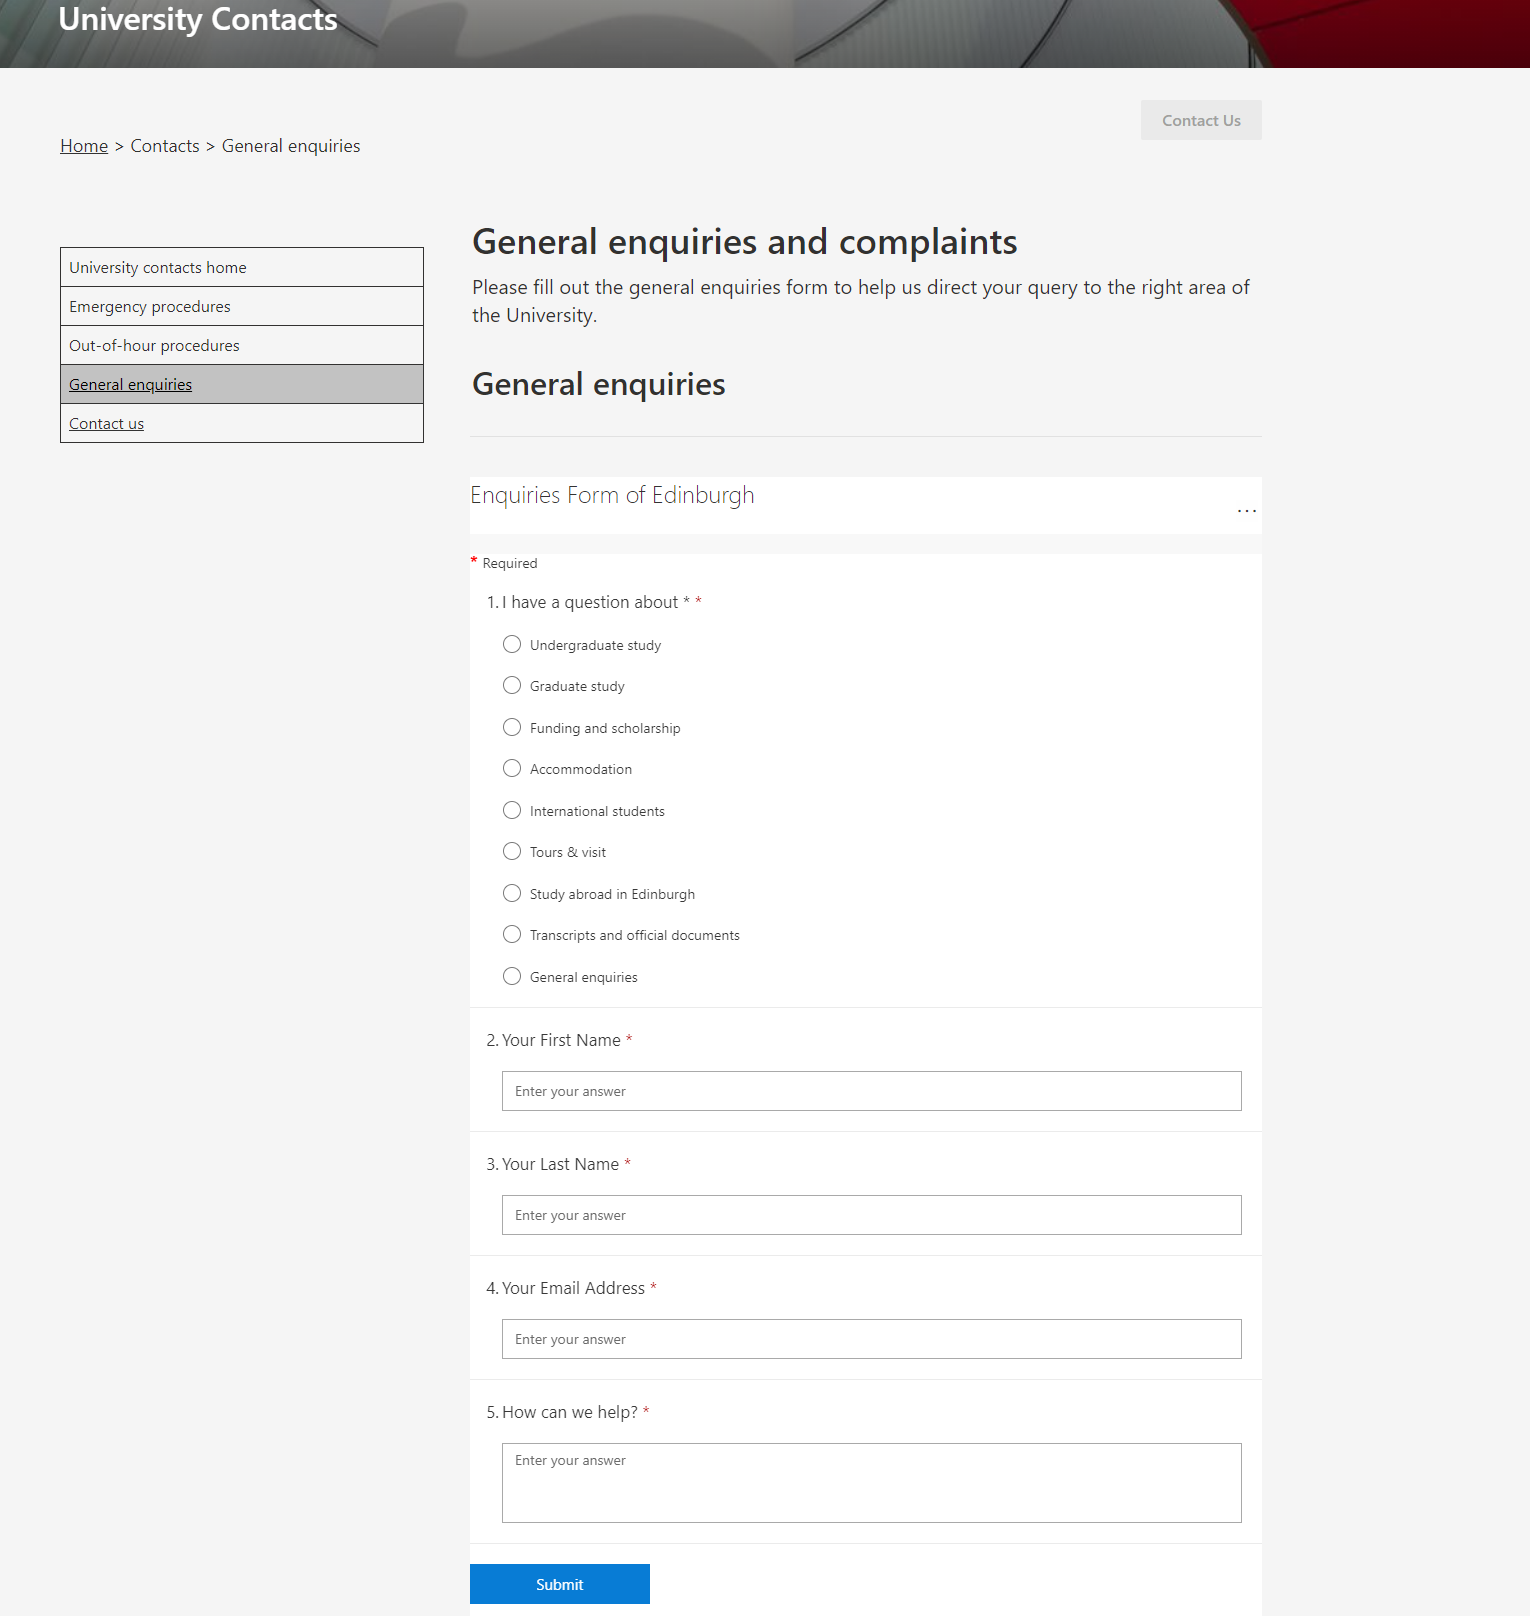 University Contacts
Contact Us
Home > Contacts > General enquiries
University contacts home
Emergency procedures
Out-of-hour procedures
General enquiries
Contact us
General enquiries and complaints
Please fill out the general enquiries form to help us direct your query to the right area of
the University.
General enquiries
Enquiries Form of Edinburgh
...
* Required
1. I have a question about * *
Undergraduate study
Graduate study
Funding and scholarship
Accommodation
International students
Tours & visit
Study abroad in Edinburgh
Transcripts and official documents
General enquiries
2. Your First Name *
Enter your answer
3. Your Last Name *
Enter your answer
4. Your Email Address *
Enter your answer
5. How can we help? *
Enter your answer
Submit